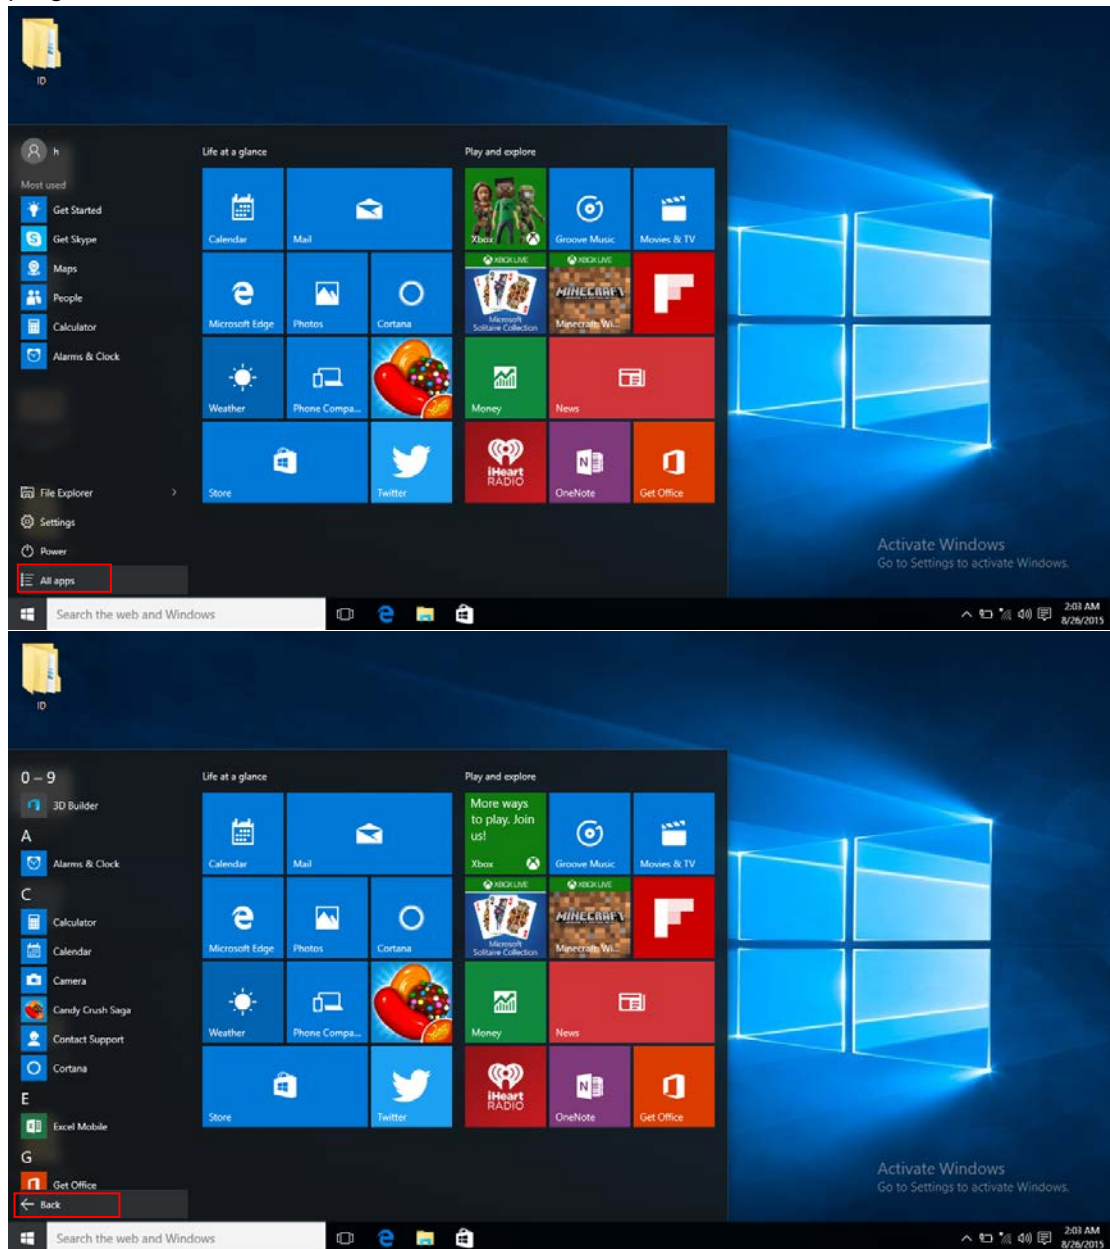 ID
h
Most used
Get Started
Get Skype
Maps
People
Calculator
Alarms & Clock
File Explorer
Settings
Power
All apps
Life at a glance
Calendar
Mail
Microsoft Edge
Photos
Cortana
Weather
Phone Compa...
Store
Twitter
Play and explore
Xbox
Groove Music
Movies & TV
XBOX LIVE
Microsoft
Solitaire Collection
XBOX LIVE
MINECRAFT
Minecraft: Wi...
Money
News
iHeart
RADIO
OneNote
Get Office
Activate Windows
Go to Settings to activate Windows.
Search the web and Windows
2:03 AM
8/26/2015
ID
0 – 9
3D Builder
A
Alarms & Clock
C
Calculator
Calendar
Camera
Candy Crush Saga
Contact Support
Cortana
E
Excel Mobile
G
Get Office
Back
Life at a glance
Calendar
Mail
Microsoft Edge
Photos
Cortana
Weather
Phone Compa...
Store
Twitter
Play and explore
More ways
to play. Join
us!
Xbox
Groove Music
Movies & TV
XBOX LIVE
Microsoft
Solitaire Collection
XBOX LIVE
MINECRAFT
Minecraft: Wi...
Money
News
iHeart
RADIO
OneNote
Get Office
Activate Windows
Go to Settings to activate Windows.
Search the web and Windows
2:03 AM
8/26/2015